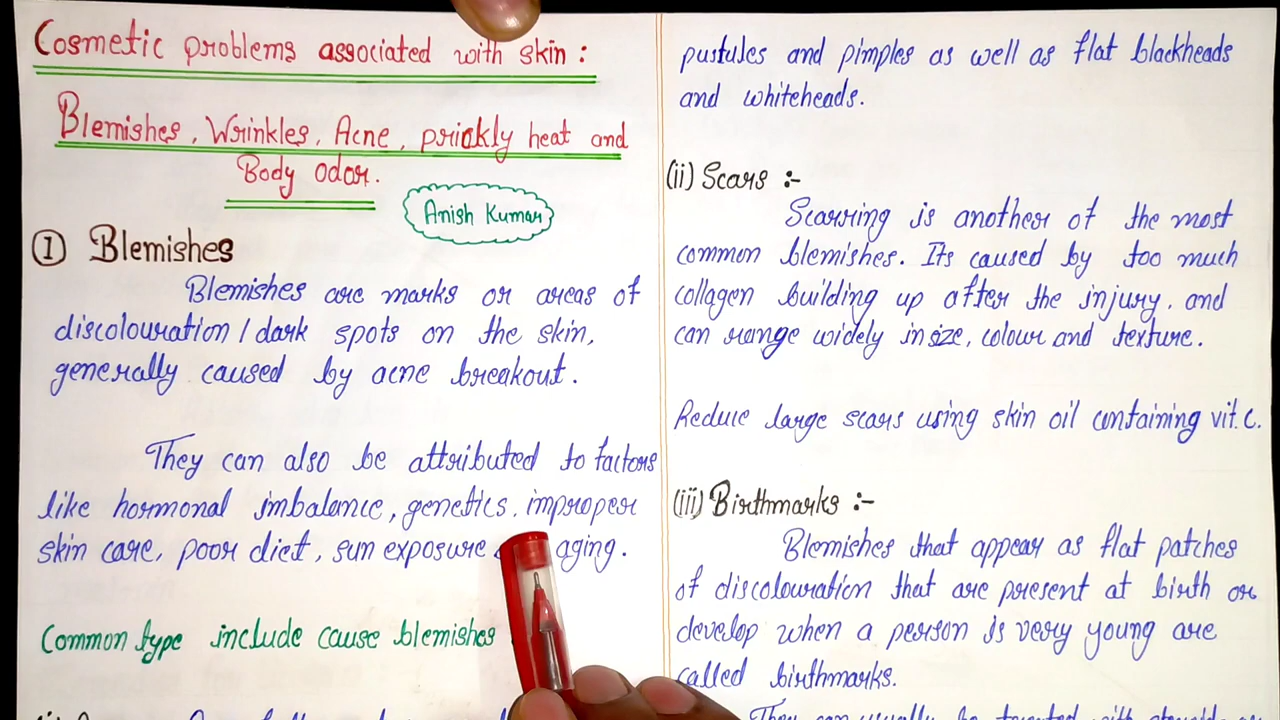 Cosmetic problems associated with skin :
Blemishes, Wrinkles, Acne, prickly heat and
Body Odor.
Anish Kumar
① Blemishes
Blemishes are marks or areas of
discolouration / dark spots on the skin,
generally caused by acne breakout.
They can also be attributed to factors
like hormonal imbalance, genetics, improper
skin care, poor diet, sun exposure aging.
Common type include cause blemishes
pustules and pimples as well as flat blackheads
and whiteheads.
(ii) Scars :-
Scarring is another of the most
common blemishes. Its caused by too much
collagen building up after the injury, and
can range widely in size, colour and texture.
Reduce large scars using skin oil containing vit. C.
(iii) Birthmarks :-
Blemishes that appear as flat patches
of discolouration that are present at birth or
develop when a person is very young are
called birthmarks.
They can usually be treated with